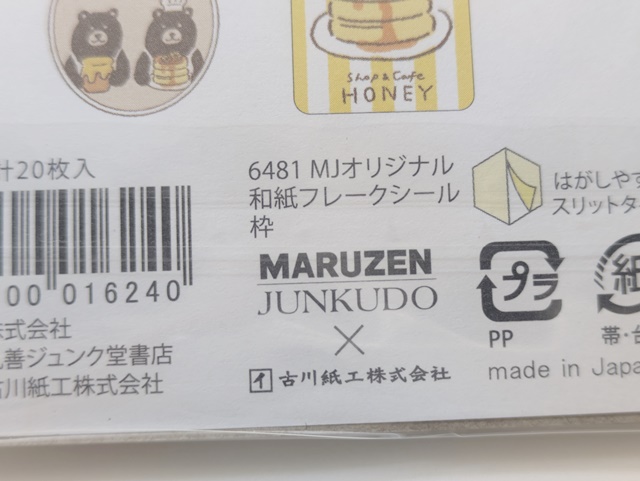 Shop & Cafe
HONEY
計20枚入
6481 MJオリジナル
和紙フレークシール
枠
はがしやす
スリットタ
00 016240
MARUZEN
JUNKUDO
×
イ 古川紙工株式会社
プラ
PP
紙
帯・台
made in Japa
株式会社
丸善ジュンク堂書店
古川紙工株式会社